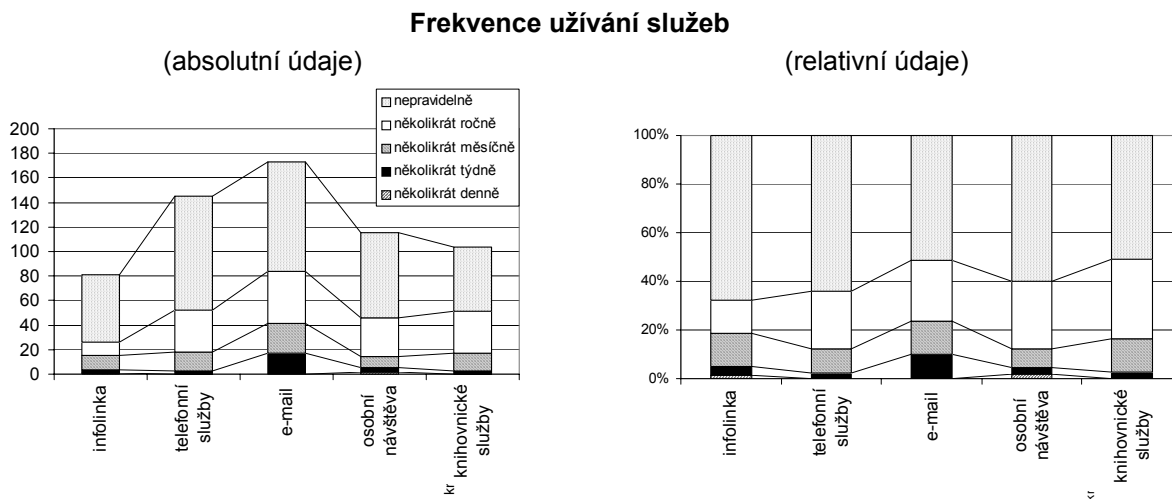 Frekvence užívání služeb
(absolutní údaje)
(relativní údaje)
nepravidelně
několikrát ročně
několikrát měsíčně
několikrát týdně
několikrát denně
200
180
160
140
120
100
80
60
40
20
0
infolinka
telefonní
služby
e-mail
osobní
návštěva
knihovnické
služby
kr
100%
80%
60%
40%
20%
0%
infolinka
telefonní
služby
e-mail
osobní
návštěva
knihovnické
služby
kr